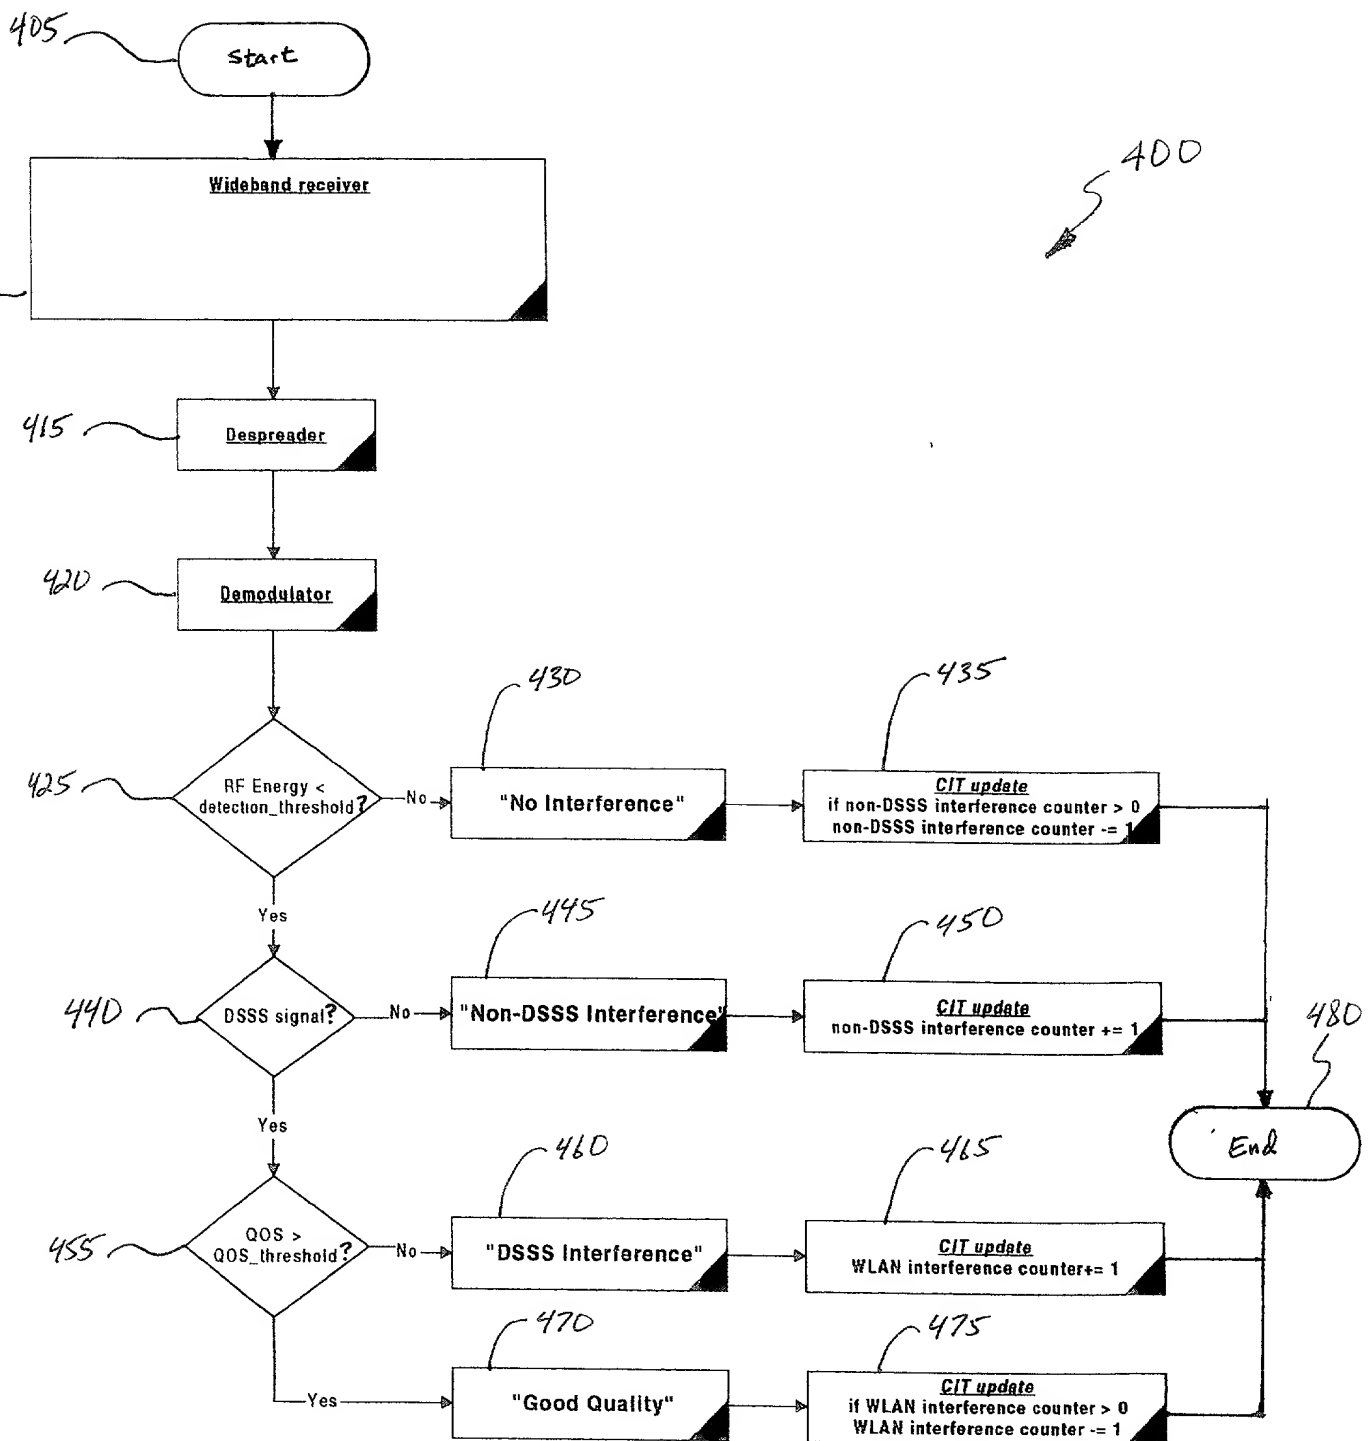 405
Start
400
Wideband receiver
415
Despreader
420
Demodulator
430
435
425
RF Energy <
detection_threshold?
No
"No Interference"
CIT update
if non-DSSS interference counter > 0
non-DSSS interference counter -= 1
Yes
445
450
440
DSSS signal?
No
"Non-DSSS Interference"
CIT update
non-DSSS interference counter += 1
480
Yes
End
460
465
455
QOS >
QOS_threshold?
No
"DSSS Interference"
CIT update
WLAN interference counter+= 1
470
475
Yes
"Good Quality"
CIT update
if WLAN interference counter > 0
WLAN interference counter -= 1